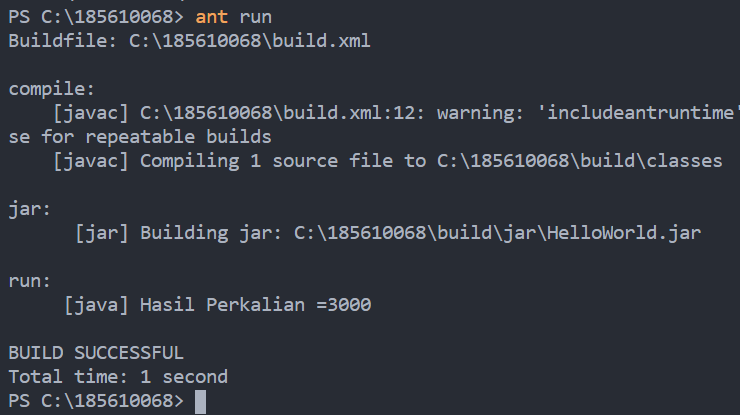 PS C:\185610068> ant run
Buildfile: C:\185610068\build.xml
compile:
[javac] C:\185610068\build.xml:12: warning: 'includeantruntime'
se for repeatable builds
[javac] Compiling 1 source file to C:\185610068\build\classes
jar:
[jar] Building jar: C:\185610068\build\jar\HelloWorld.jar
run:
[java] Hasil Perkalian =3000
BUILD SUCCESSFUL
Total time: 1 second
PS C:\185610068>